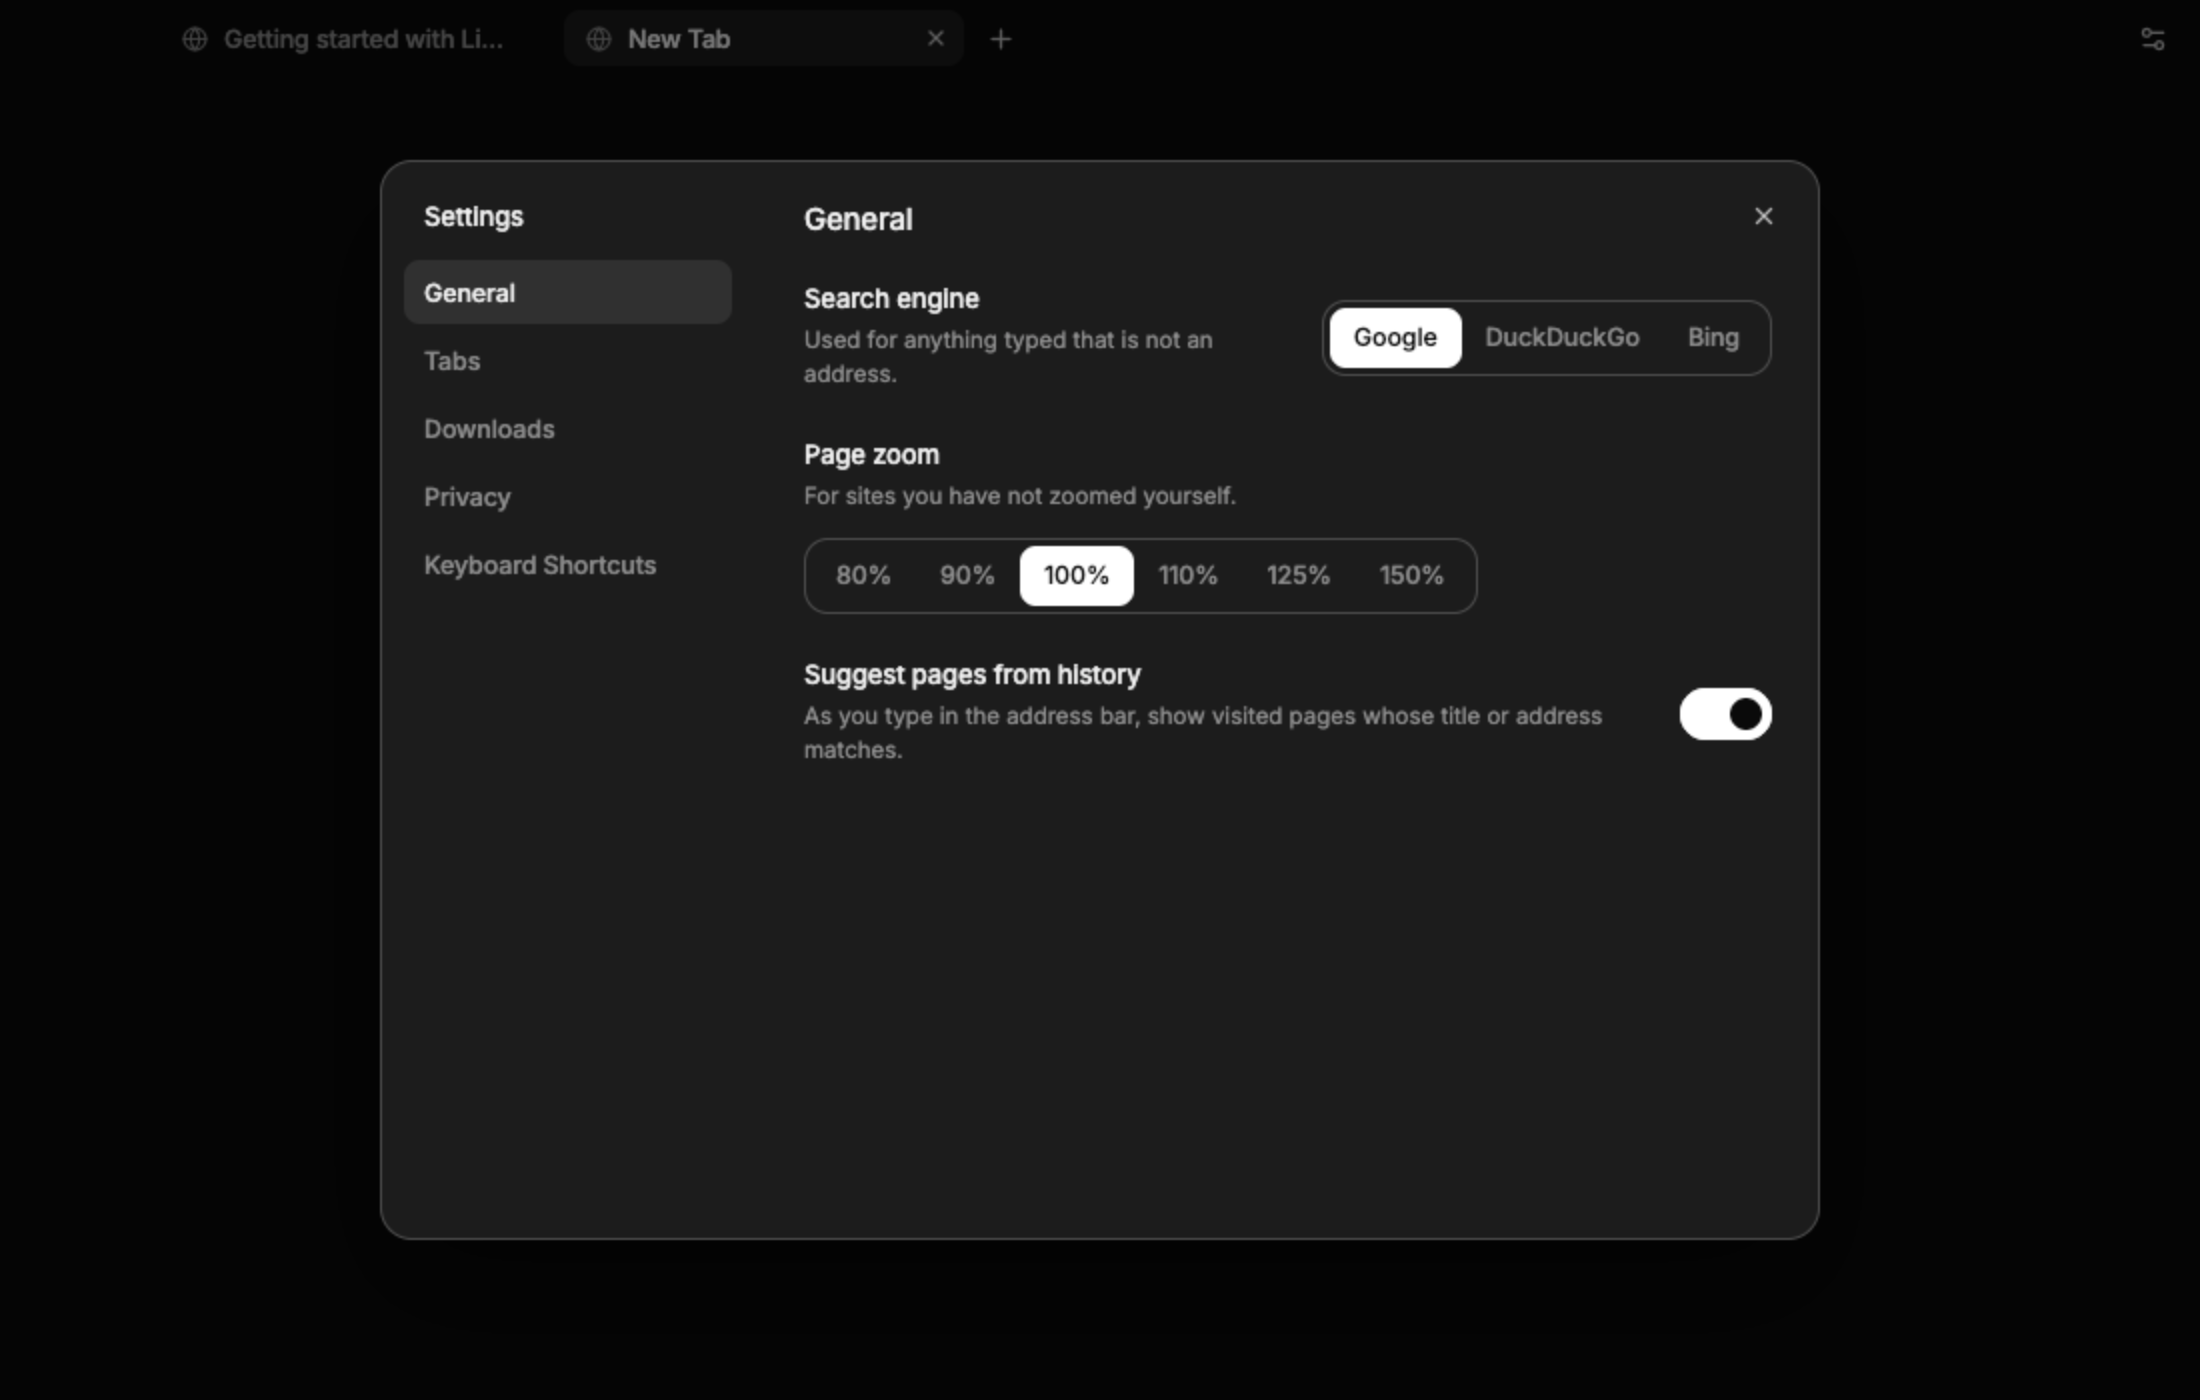 Getting started with Li...
New Tab
Settings
General
Tabs
Downloads
Privacy
Keyboard Shortcuts
General
Search engine
Used for anything typed that is not an
address.
Google DuckDuckGo Bing
Page zoom
For sites you have not zoomed yourself.
80% 90% 100% 110% 125% 150%
Suggest pages from history
As you type in the address bar, show visited pages whose title or address
matches.